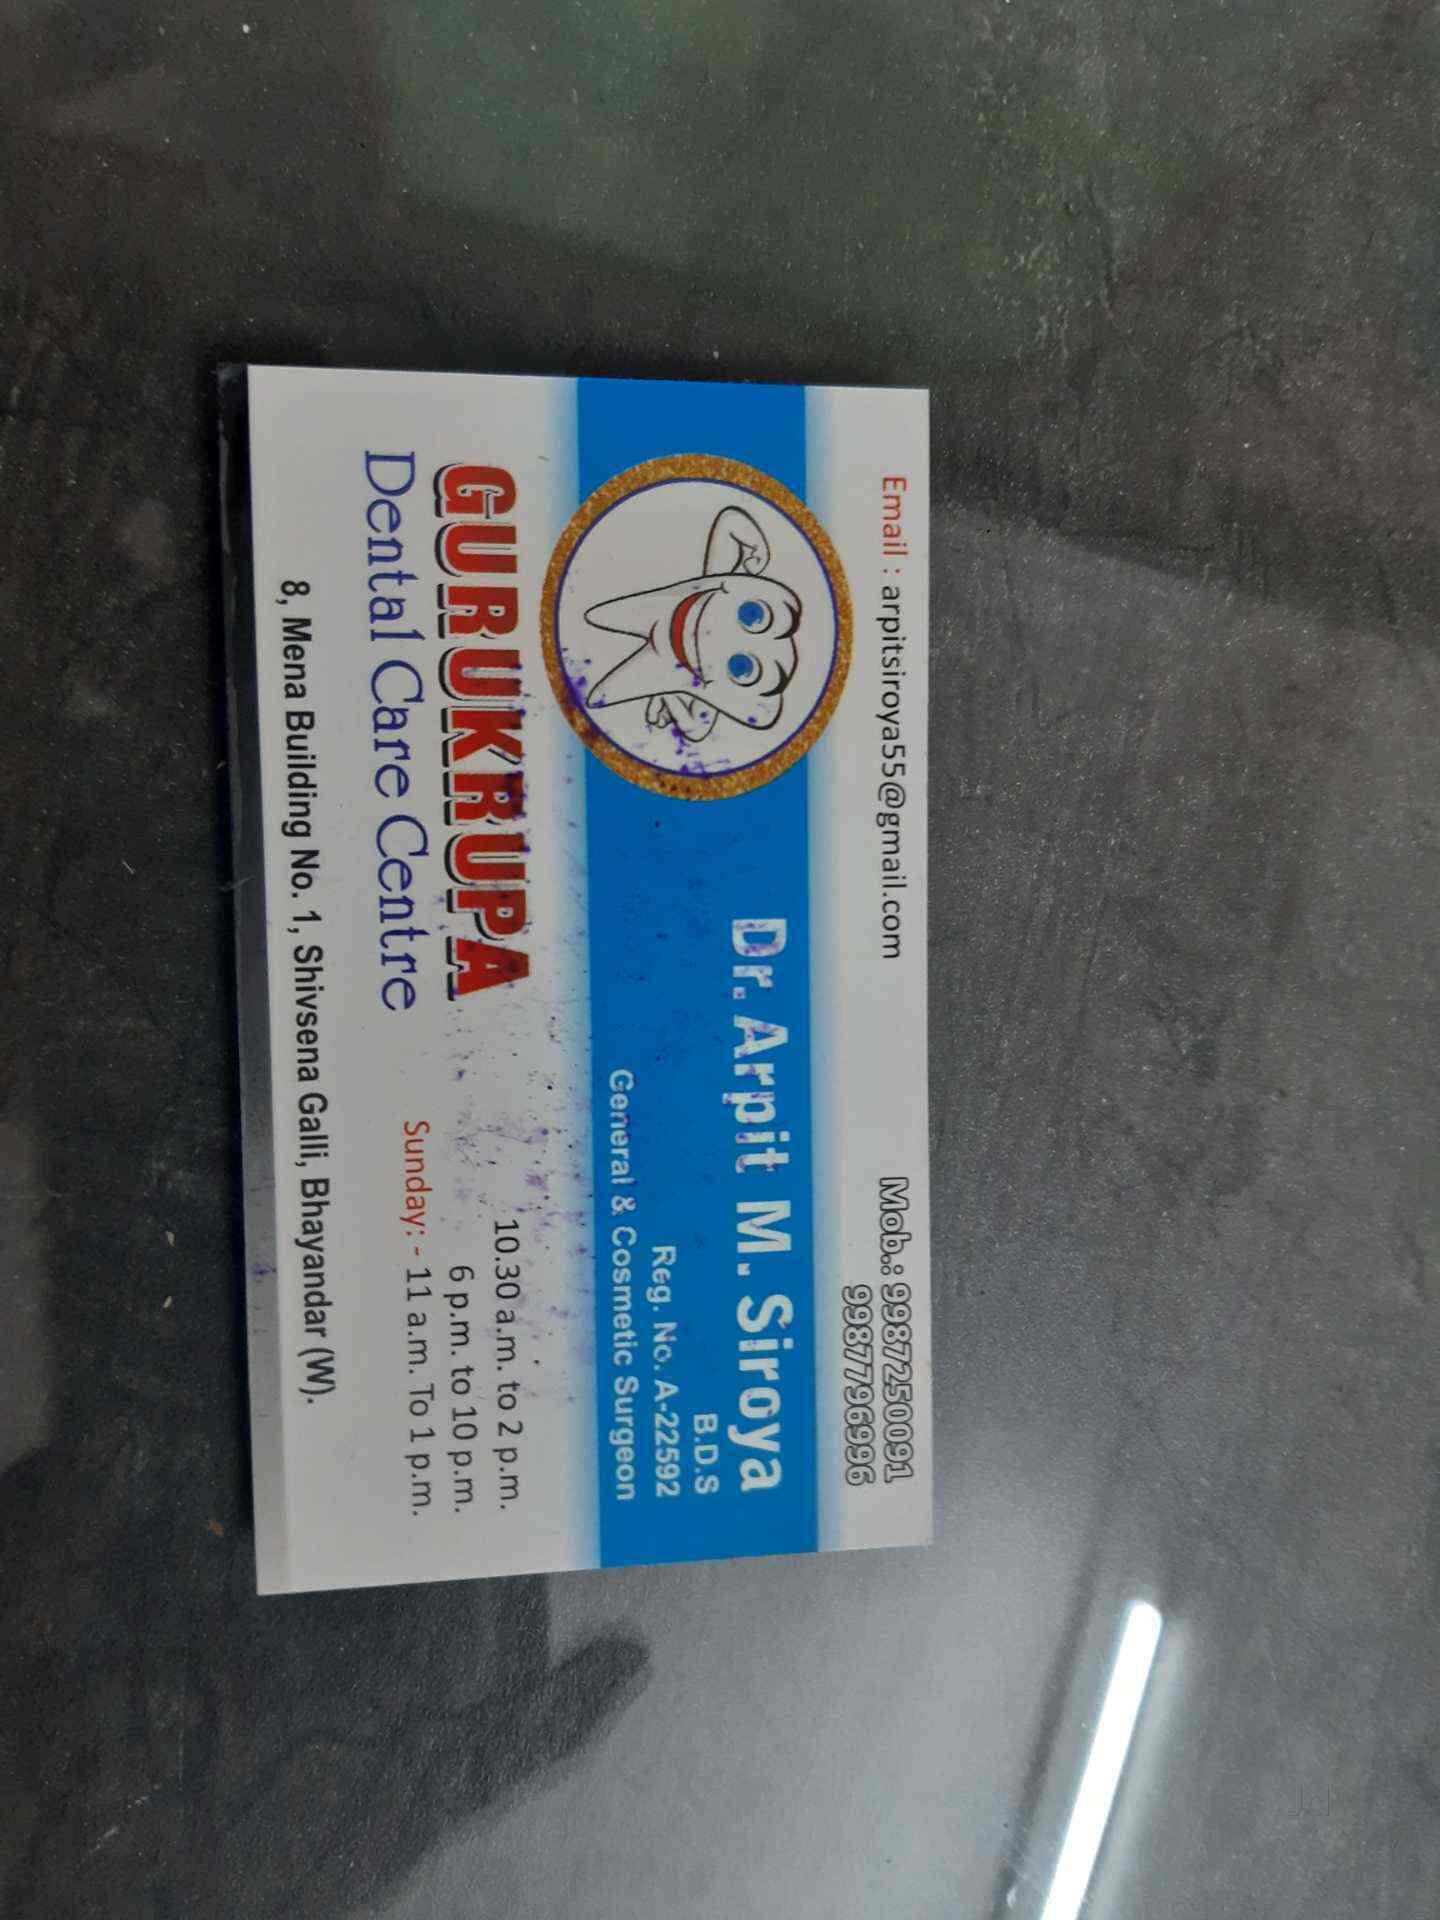 Email : arpitsiroya55@gmail.com
Mob.: 9987250091
9987796996
Dr. Arpit M. Siroya
B.D.S
Reg. No. A-22592
General & Cosmetic Surgeon
GURUKRUPA
Dental Care Centre
10.30 a.m. to 2 p.m.
6 p.m. to 10 p.m.
Sunday: - 11 a.m. To 1 p.m.
8, Mena Building No. 1, Shivsena Galli, Bhayandar (W).